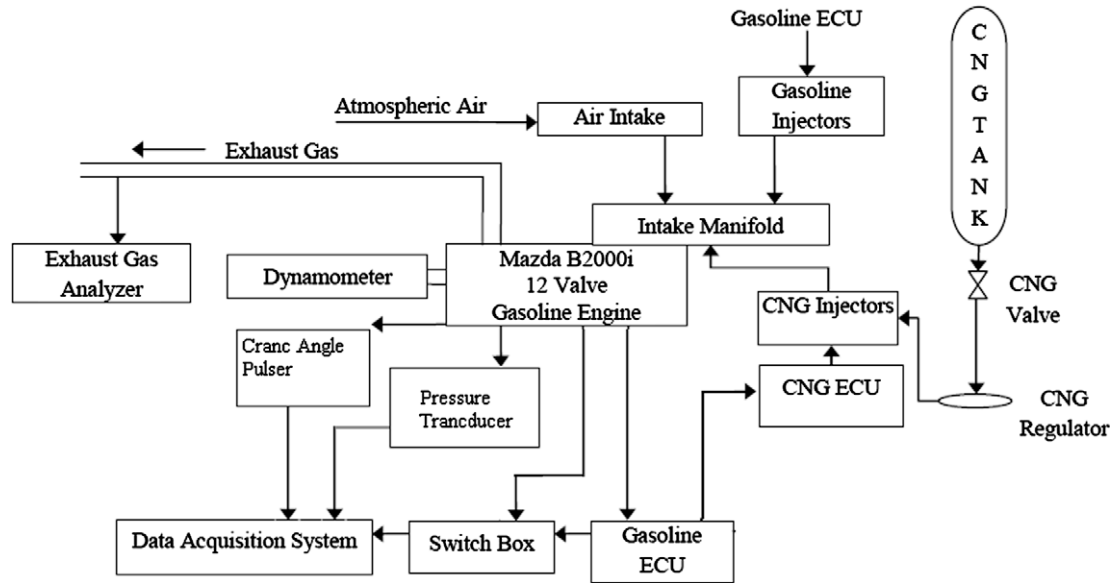 Gasoline ECU
C
N
G
T
A
N
K
Gasoline
Injectors
Atmospheric Air
Air Intake
Exhaust Gas
Intake Manifold
Exhaust Gas
Analyzer
Dynamometer
Mazda B2000i
12 Valve
Gasoline Engine
CNG
Valve
CNG Injectors
Cranc Angle
Pulser
Pressure
Trancducer
CNG ECU
CNG
Regulator
Data Acquisition System
Switch Box
Gasoline
ECU